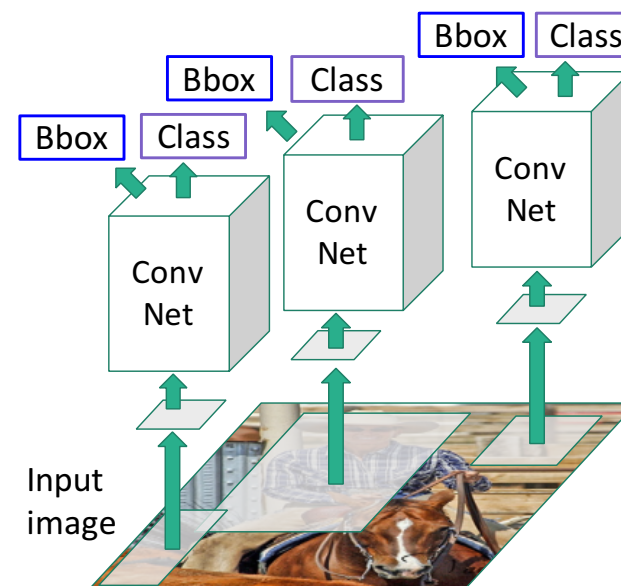 Bbox Class
Bbox Class
Bbox Class
Conv
Net
Conv
Net
Conv
Net
Input
image